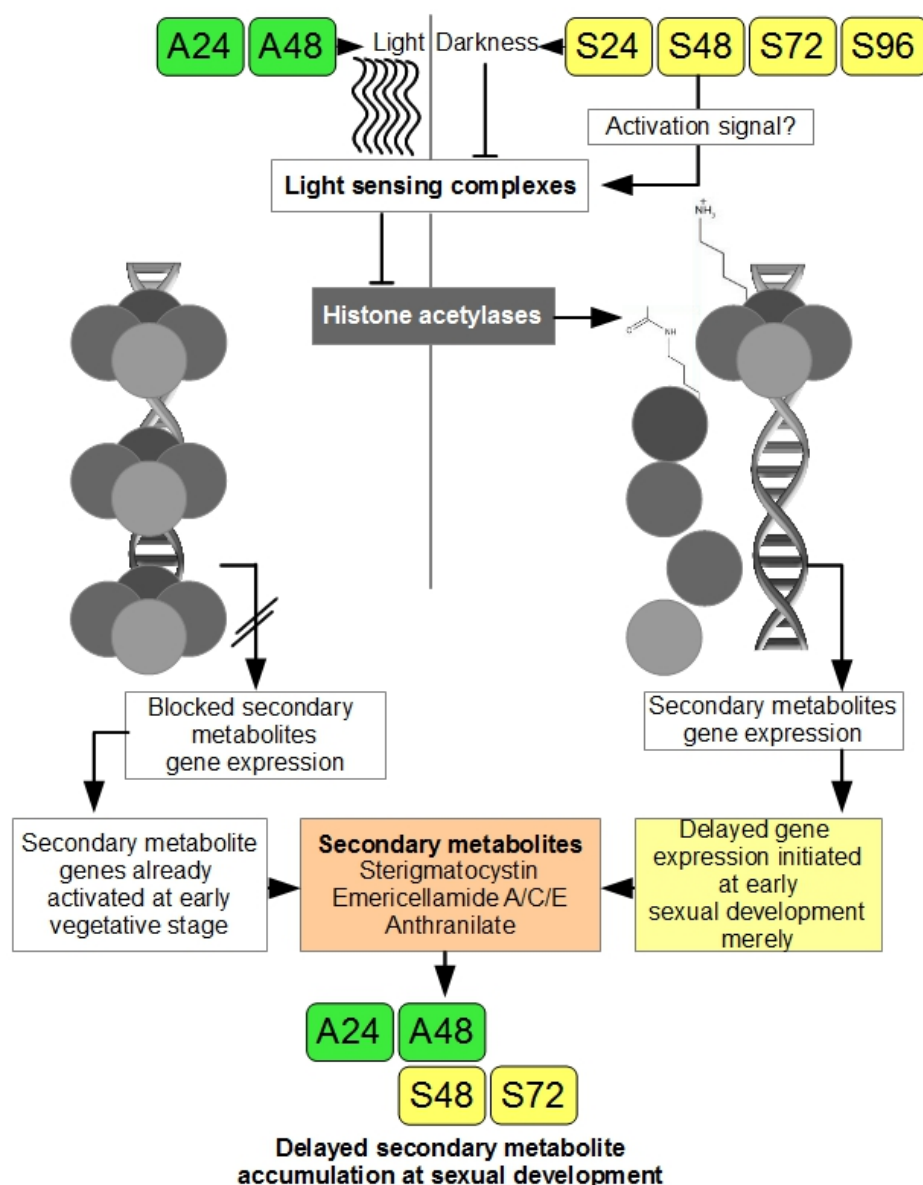 A24 A48 Light Darkness S24 S48 S72 S96
Activation signal?
Light sensing complexes
+
NH3
Histone acetylases
O
NH
Blocked secondary
metabolites
gene expression
Secondary metabolites
gene expression
Secondary metabolite
genes already
activated at early
vegetative stage
Secondary metabolites
Sterigmatocystin
Emericellamide A/C/E
Anthranilate
Delayed gene
expression initiated
at early
sexual development
merely
A24 A48
S48 S72
Delayed secondary metabolite
accumulation at sexual development